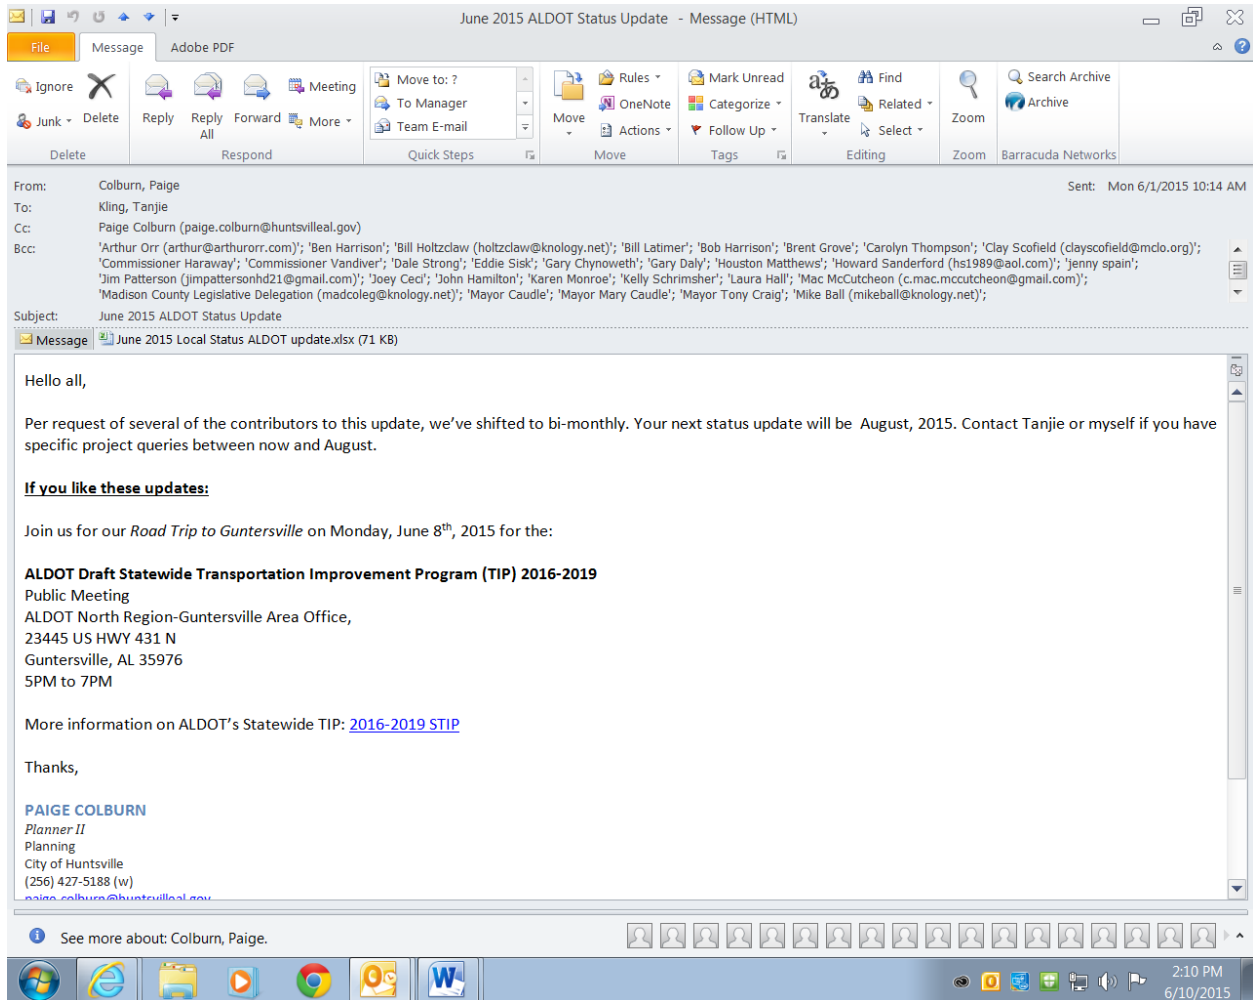 June 2015 ALDOT Status Update - Message (HTML)
File Message Adobe PDF
Ignore
Junk
Delete
Reply
Reply All
Forward
Meeting
More
Move to: ?
To Manager
Team E-mail
Move
Rules
OneNote
Actions
Mark Unread
Categorize
Follow Up
Translate
Find
Related
Select
Zoom
Search Archive
Archive
Delete Respond Quick Steps Move Tags Editing Zoom Barracuda Networks
From: Colburn, Paige Sent: Mon 6/1/2015 10:14 AM
To: Kling, Tanjie
Cc: Paige Colburn (paige.colburn@huntsvilleal.gov)
Bcc: 'Arthur Orr (arthur@arthurorr.com)'; 'Ben Harrison'; 'Bill Holtzclaw (holtzclaw@knology.net)'; 'Bill Latimer'; 'Bob Harrison'; 'Brent Grove'; 'Carolyn Thompson'; 'Clay Scofield (clayscofield@mclo.org)';
'Commissioner Haraway'; 'Commissioner Vandiver'; 'Dale Strong'; 'Eddie Sisk'; 'Gary Chynoweth'; 'Gary Daly'; 'Houston Matthews'; 'Howard Sanderford (hs1989@aol.com)'; 'jenny spain';
'Jim Patterson (jimpattersonhd21@gmail.com)'; 'Joey Ceci'; 'John Hamilton'; 'Karen Monroe'; 'Kelly Schrimsher'; 'Laura Hall'; 'Mac McCutcheon (c.mac.mccutcheon@gmail.com)';
'Madison County Legislative Delegation (madcoleg@knology.net)'; 'Mayor Caudle'; 'Mayor Mary Caudle'; 'Mayor Tony Craig'; 'Mike Ball (mikeball@knology.net)';
Subject: June 2015 ALDOT Status Update
Message June 2015 Local Status ALDOT update.xlsx (71 KB)
Hello all,
Per request of several of the contributors to this update, we've shifted to bi-monthly. Your next status update will be August, 2015. Contact Tanjie or myself if you have
specific project queries between now and August.
If you like these updates:
Join us for our Road Trip to Guntersville on Monday, June 8th, 2015 for the:
ALDOT Draft Statewide Transportation Improvement Program (TIP) 2016-2019
Public Meeting
ALDOT North Region-Guntersville Area Office,
23445 US HWY 431 N
Guntersville, AL 35976
5PM to 7PM
More information on ALDOT's Statewide TIP: 2016-2019 STIP
Thanks,
PAIGE COLBURN
Planner II
Planning
City of Huntsville
(256) 427-5188 (w)
paige.colburn@huntsvilleal.gov
See more about: Colburn, Paige.
2:10 PM
6/10/2015